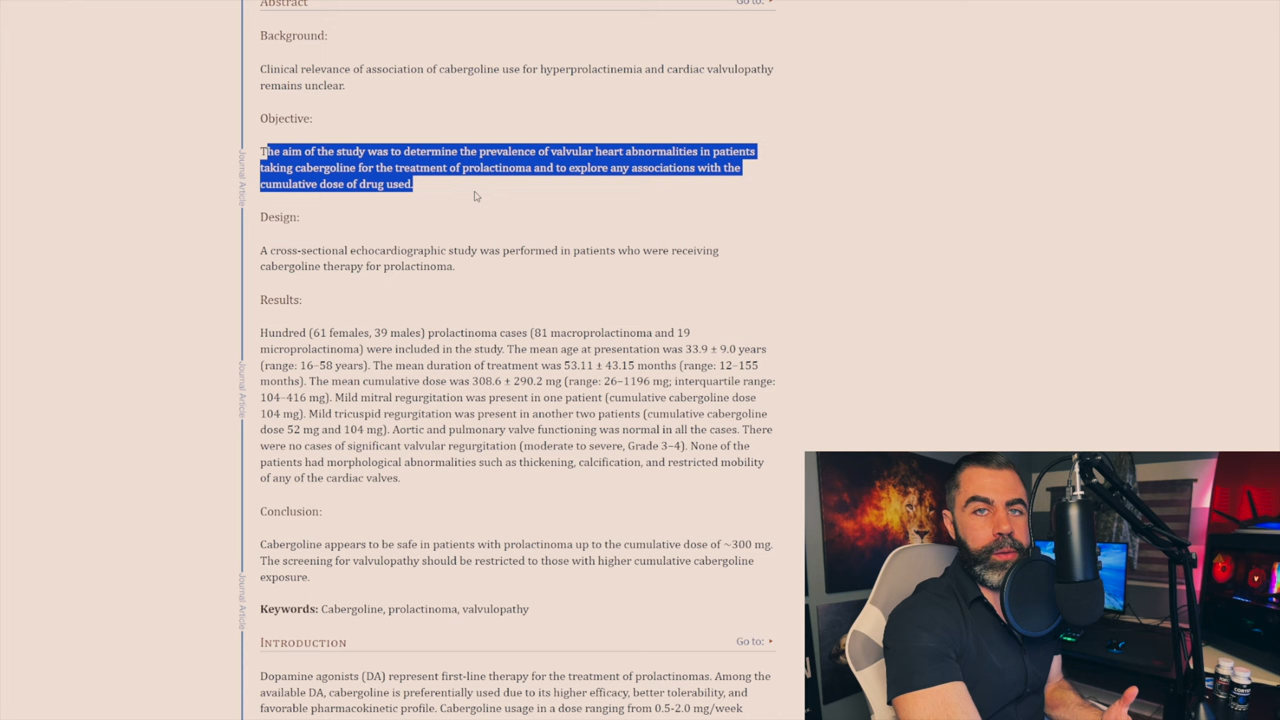 Abstract
Go to:
Background:
Clinical relevance of association of cabergoline use for hyperprolactinemia and cardiac valvulopathy
remains unclear.
Objective:
The aim of the study was to determine the prevalence of valvular heart abnormalities in patients
taking cabergoline for the treatment of prolactinoma and to explore any associations with the
cumulative dose of drug used.
Design:
A cross-sectional echocardiographic study was performed in patients who were receiving
cabergoline therapy for prolactinoma.
Results:
Hundred (61 females, 39 males) prolactinoma cases (81 macroprolactinoma and 19
microprolactinoma) were included in the study. The mean age at presentation was 33.9 ± 9.0 years
(range: 16–58 years). The mean duration of treatment was 53.11 ± 43.15 months (range: 12–155
months). The mean cumulative dose was 308.6 ± 290.2 mg (range: 26–1196 mg; interquartile range:
104–416 mg). Mild mitral regurgitation was present in one patient (cumulative cabergoline dose
104 mg). Mild tricuspid regurgitation was present in another two patients (cumulative cabergoline
dose 52 mg and 104 mg). Aortic and pulmonary valve functioning was normal in all the cases. There
were no cases of significant valvular regurgitation (moderate to severe, Grade 3–4). None of the
patients had morphological abnormalities such as thickening, calcification, and restricted mobility
of any of the cardiac valves.
Conclusion:
Cabergoline appears to be safe in patients with prolactinoma up to the cumulative dose of ~300 mg.
The screening for valvulopathy should be restricted to those with higher cumulative cabergoline
exposure.
Keywords: Cabergoline, prolactinoma, valvulopathy
INTRODUCTION
Go to:
Dopamine agonists (DA) represent first-line therapy for the treatment of prolactinomas. Among the
available DA, cabergoline is preferentially used due to its higher efficacy, better tolerability, and
favorable pharmacokinetic profile. Cabergoline usage in a dose ranging from 0.5-2.0 mg/week
Journal Article
Journal Article
Journal Article